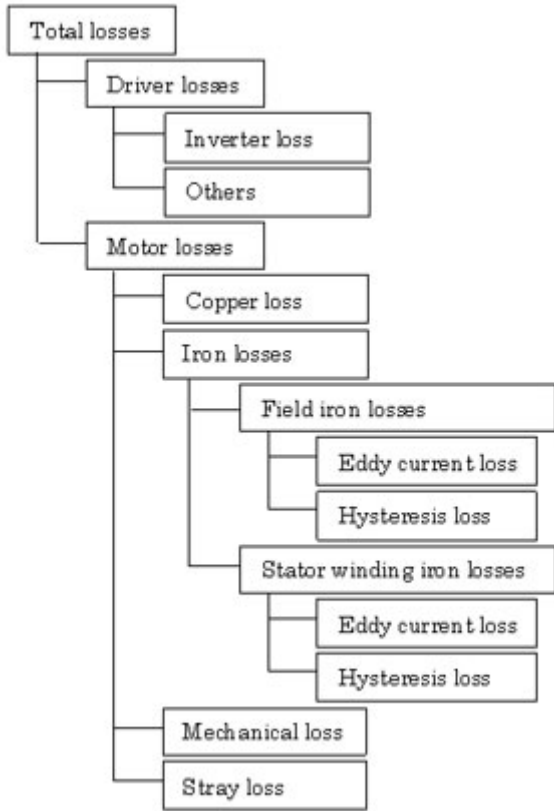 Total losses
Driver losses
Inverter loss
Others
Motor losses
Copper loss
Iron losses
Field iron losses
Eddy current loss
Hysteresis loss
Stator winding iron losses
Eddy current loss
Hysteresis loss
Mechanical loss
Stray loss